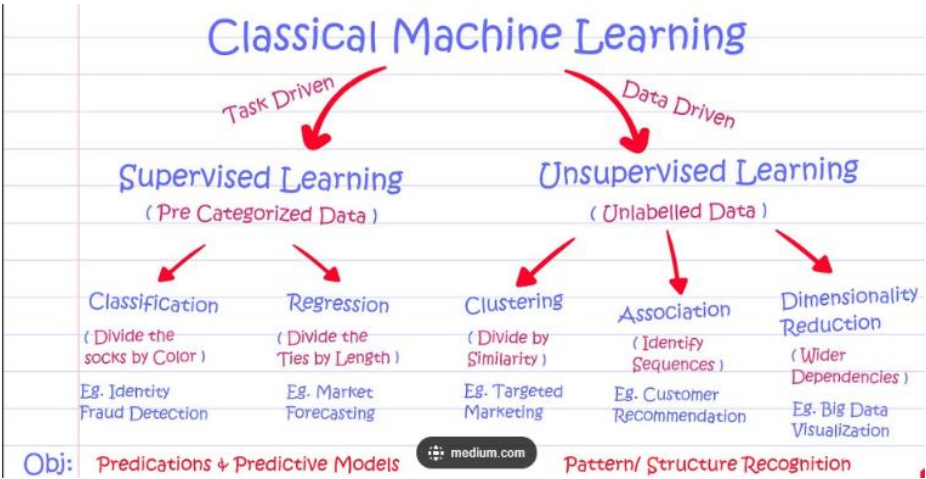 Classical Machine Learning
Task Driven
Data Driven
Supervised Learning
( Pre Categorized Data )
Unsupervised Learning
( Unlabelled Data )
Classification
( Divide the
socks by Color )
Eg. Identity
Fraud Detection
Regression
( Divide the
Ties by Length )
Eg. Market
Forecasting
Clustering
( Divide by
Similarity )
Eg. Targeted
Marketing
Association
( Identify
Sequences )
Eg. Customer
Recommendation
Dimensionality
Reduction
( Wider
Dependencies )
Eg. Big Data
Visualization
Obj: Predications & Predictive Models
Pattern/ Structure Recognition
medium.com